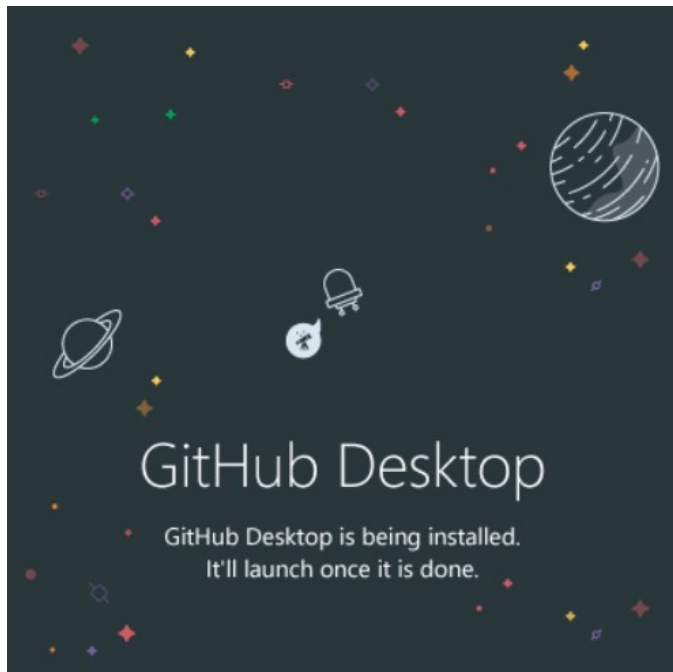 GitHub Desktop
GitHub Desktop is being installed.
It'll launch once it is done.